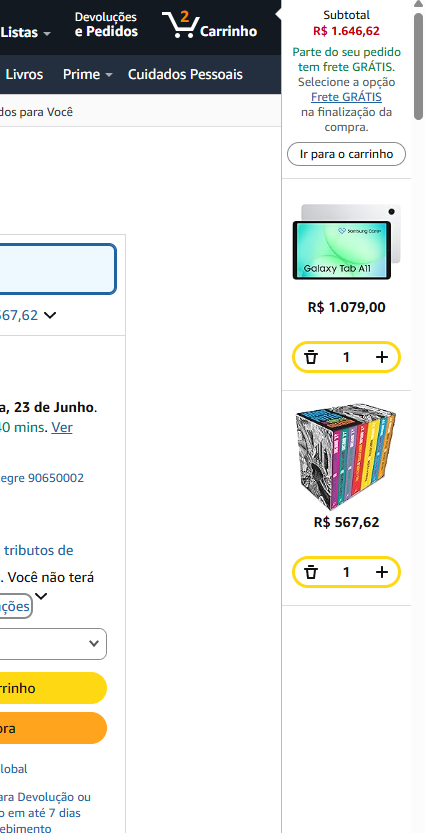 Listas
Devoluções
e Pedidos
2
Carrinho
Livros
Prime
Cuidados Pessoais
dos para Você
567,62
a, 23 de Junho.
40 mins. Ver
egre 90650002
tributos de
. Você não terá
ações
rrinho
ora
lobal
ara Devolução ou
o em até 7 dias
ebimento
Subtotal
R$ 1.646,62
Parte do seu pedido
tem frete GRÁTIS.
Selecione a opção
Frete GRÁTIS
na finalização da
compra.
Ir para o carrinho
Samsung Care+
Galaxy Tab A11
R$ 1.079,00
1
R$ 567,62
1